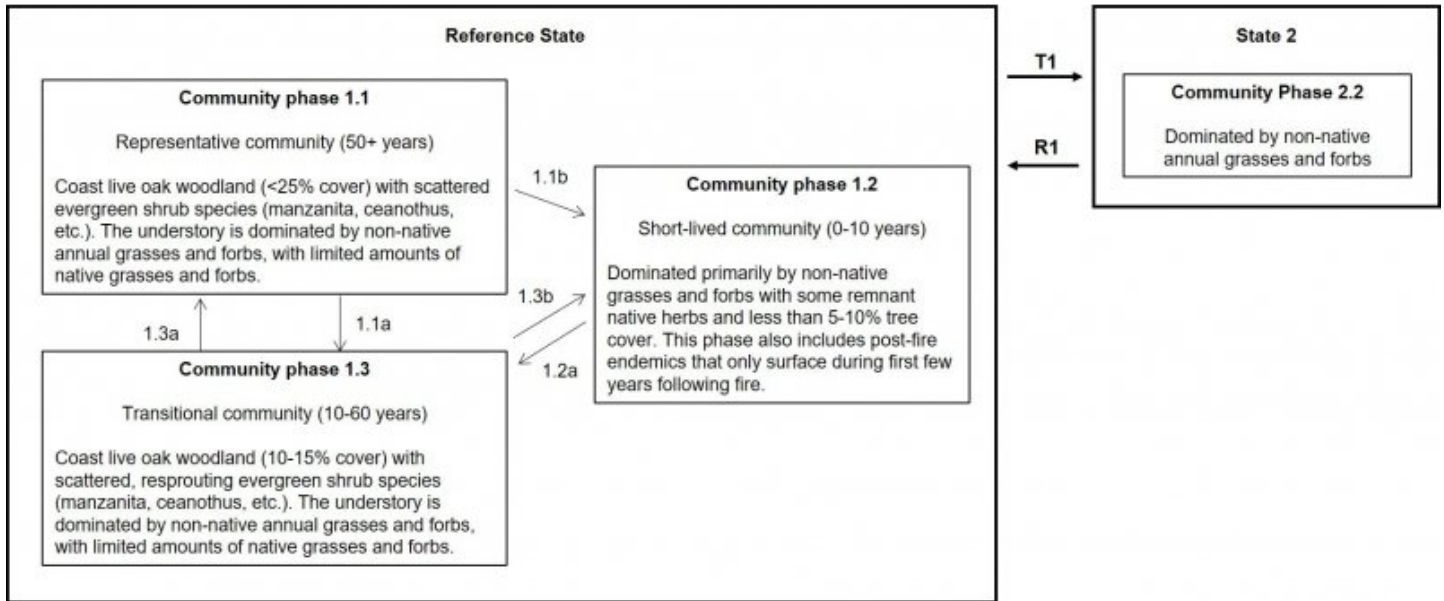 Reference State
Community phase 1.1
Representative community (50+ years)
Coast live oak woodland (<25% cover) with scattered
evergreen shrub species (manzanita, ceanothus,
etc.). The understory is dominated by non-native
annual grasses and forbs, with limited amounts of
native grasses and forbs.
1.1b
1.3a
1.1a
1.3b
1.2a
Community phase 1.2
Short-lived community (0-10 years)
Dominated primarily by non-native
grasses and forbs with some remnant
native herbs and less than 5-10% tree
cover. This phase also includes post-fire
endemics that only surface during first few
years following fire.
Community phase 1.3
Transitional community (10-60 years)
Coast live oak woodland (10-15% cover) with
scattered, resprouting evergreen shrub species
(manzanita, ceanothus, etc.). The understory is
dominated by non-native annual grasses and forbs,
with limited amounts of native grasses and forbs.
T1
R1
State 2
Community Phase 2.2
Dominated by non-native
annual grasses and forbs